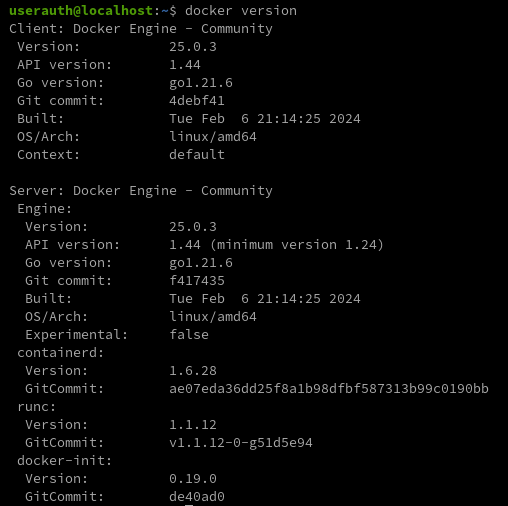 userauth@localhost:~$ docker version
Client: Docker Engine - Community
 Version:           25.0.3
 API version:       1.44
 Go version:        go1.21.6
 Git commit:        4debf41
 Built:             Tue Feb  6 21:14:25 2024
 OS/Arch:           linux/amd64
 Context:           default

Server: Docker Engine - Community
 Engine:
  Version:          25.0.3
  API version:      1.44 (minimum version 1.24)
  Go version:       go1.21.6
  Git commit:       f417435
  Built:            Tue Feb  6 21:14:25 2024
  OS/Arch:          linux/amd64
  Experimental:     false
 containerd:
  Version:          1.6.28
  GitCommit:        ae07eda36dd25f8a1b98dfbf587313b99c0190bb
 runc:
  Version:          1.1.12
  GitCommit:        v1.1.12-0-g51d5e94
 docker-init:
  Version:          0.19.0
  GitCommit:        de40ad0